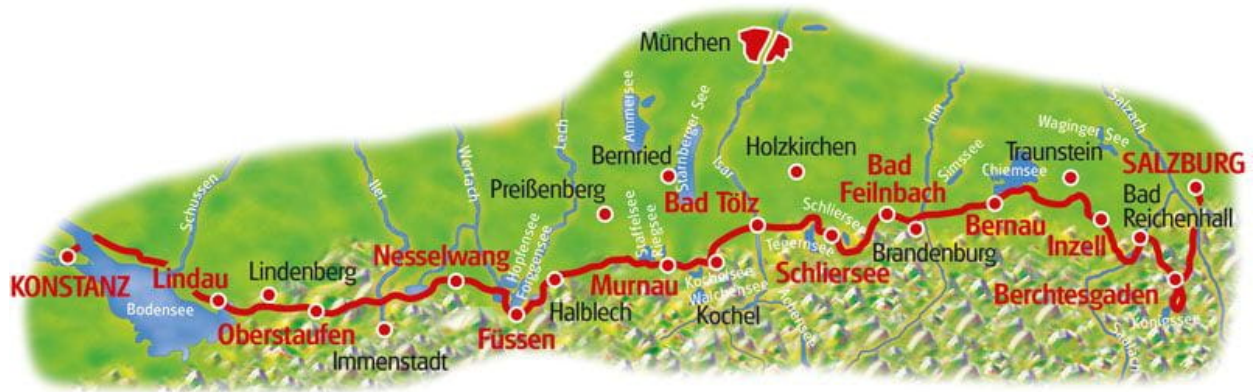 München
Ammersee
Starnberger See
Lech
Inn
Salzach
Waginger See
Holzkirchen
Traunstein
Simssee
Chiemsee
SALZBURG
Bernried
Isar
Wertach
Iller
Schussen
Preißenberg
Bad
Feilnbach
Bad Tölz
Bad
Reichenhall
Staffelsee
Riegsee
Schliersee
Tegernsee
Brandenburg
Bernau
Inzell
Nesselwang
Hopfensee
Forggensee
KONSTANZ
Lindau
Lindenberg
Bodensee
Murnau
Kochelsee
Walchensee
Schliersee
Berchtesgaden
Königssee
Oberstaufen
Füssen
Halblech
Kochel
Immenstadt